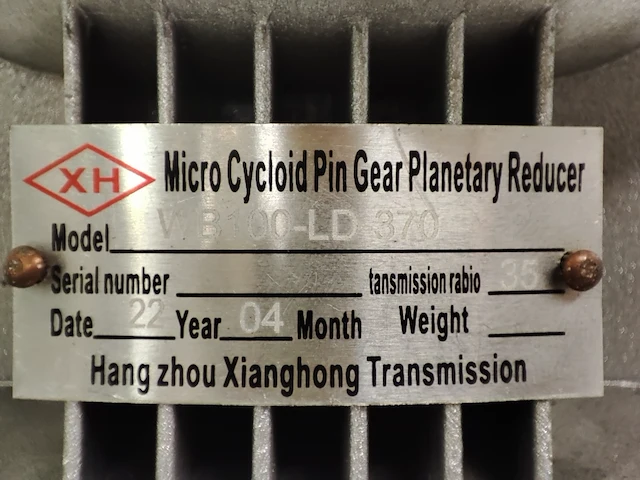 XH Micro Cycloid Pin Gear Planetary Reducer
Model WB100-LD 370
Serial number tansmission rabio 35
Date 22 Year 04 Month Weight
Hang zhou Xianghong Transmission